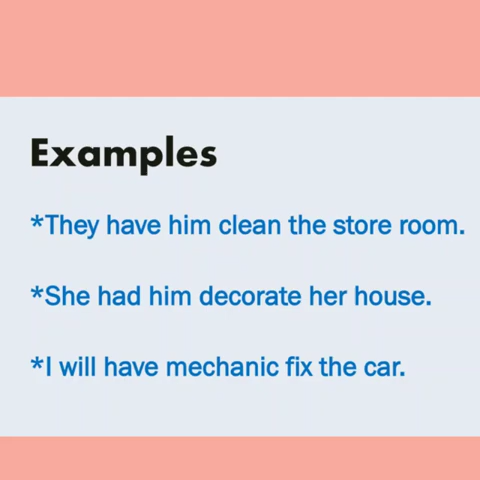 Examples
*They have him clean the store room.
*She had him decorate her house.
*I will have mechanic fix the car.